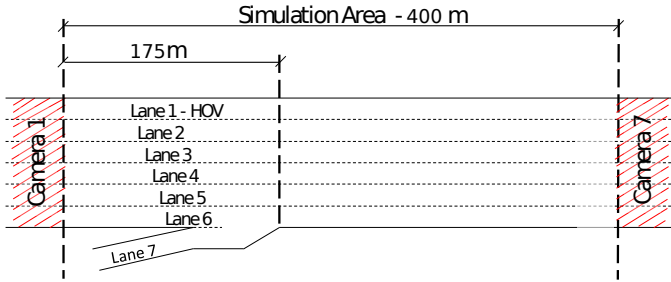 Simulation Area - 400 m
175m
Lane 1 - HOV
Lane 2
Lane 3
Lane 4
Lane 5
Lane 6
Lane 7
Camera 1
Camera 7